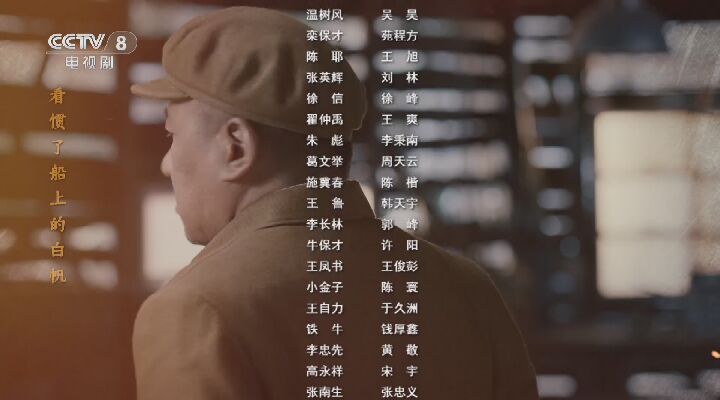 CCTV 8
电视剧
看惯了船上的白帆
温树风 吴昊
栾保才 苑程方
陈耶 王旭
张英辉 刘林
徐信 徐峰
翟仲禹 王爽
朱彪 李秉南
葛文举 周天云
施冀春 陈楷
王鲁 韩天宇
李长林 郭峰
牛保才 许阳
王凤书 王俊彭
小金子 陈寰
王自力 于久洲
铁牛 钱厚鑫
李忠先 黄敬
高永祥 宋宇
张南生 张忠义